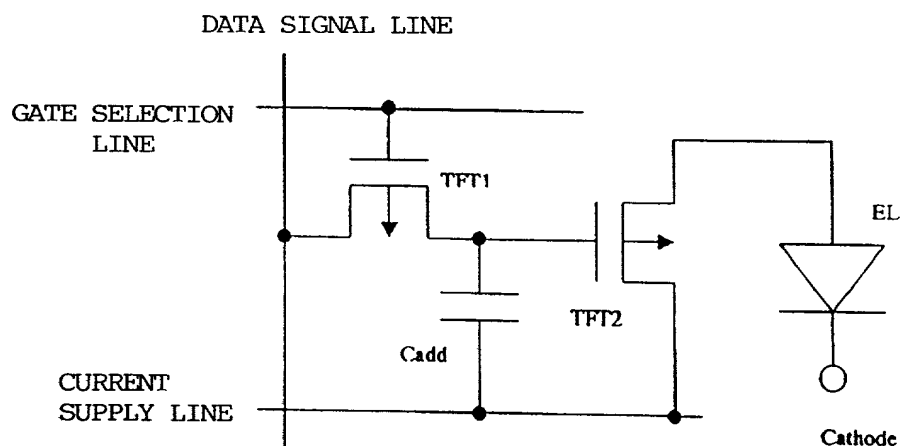 DATA SIGNAL LINE
GATE SELECTION
LINE
TFT1
EL
TFT2
Cadd
CURRENT
SUPPLY LINE
Cathode